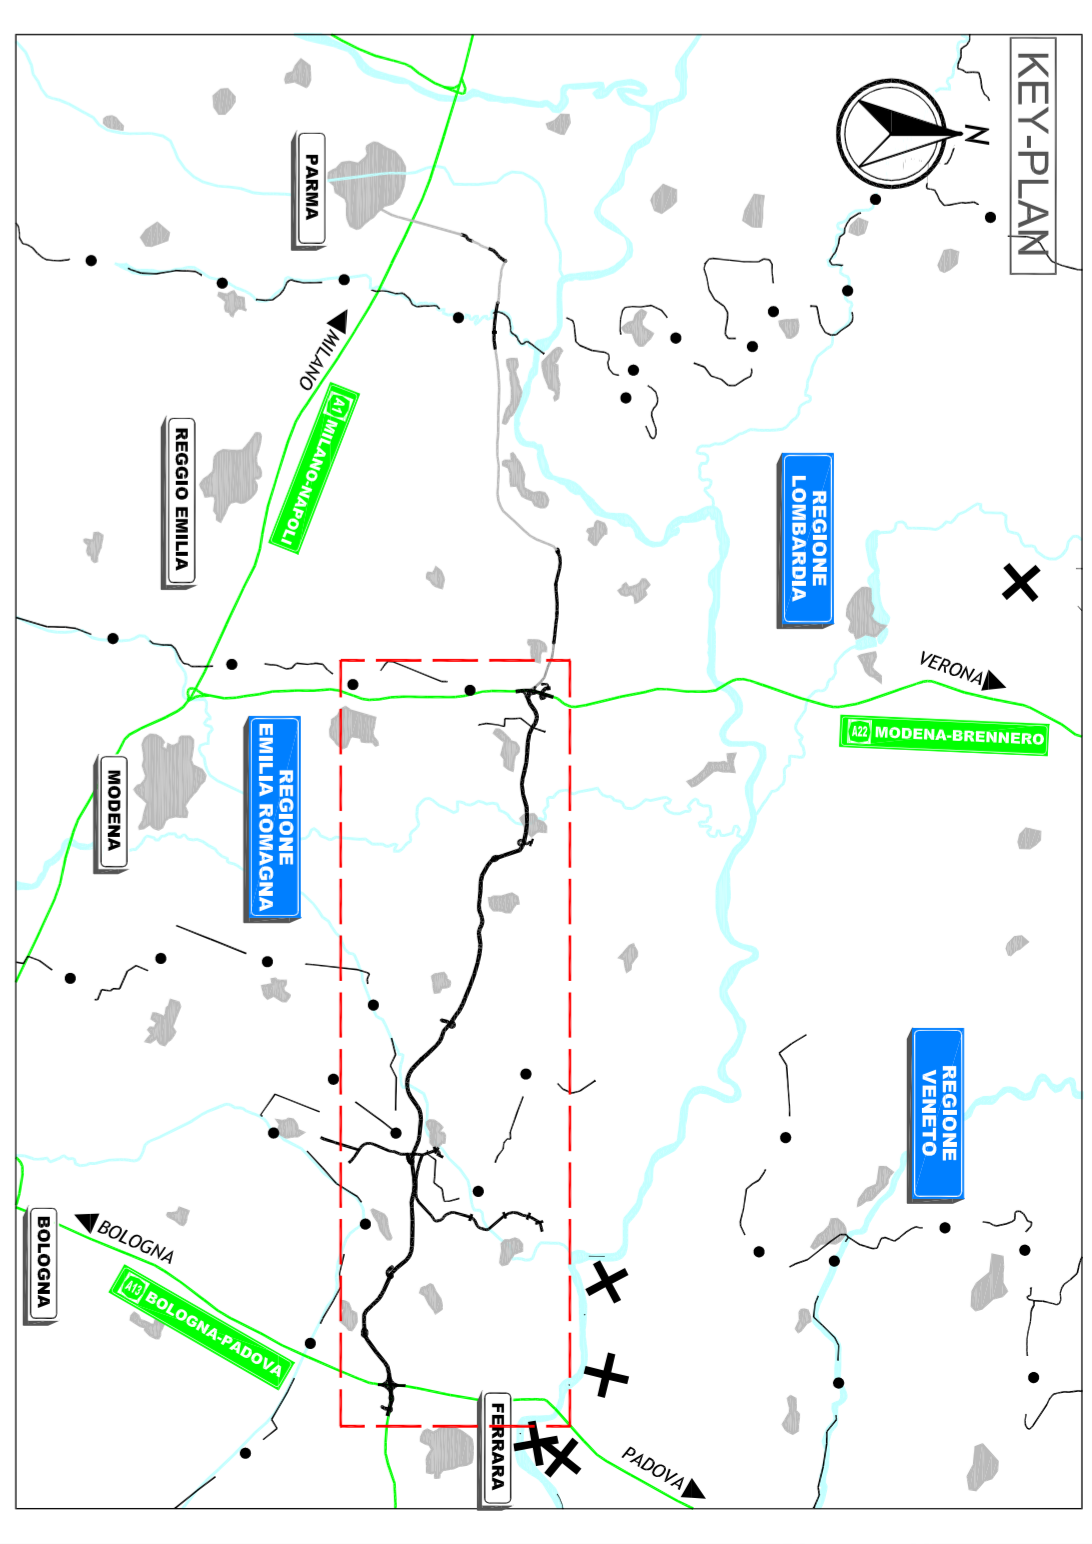 KEY-PLAN
N
PARMA
MILANO
A1 MILANO-NAPOLI
REGGIO EMILIA
REGIONE
LOMBARDIA
VERONA
A22 MODENA-BRENNERO
REGIONE
EMILIA ROMAGNA
MODENA
REGIONE
VENETO
BOLOGNA
BOLOGNA
A13 BOLOGNA-PADOVA
FERRARA
PADOVA